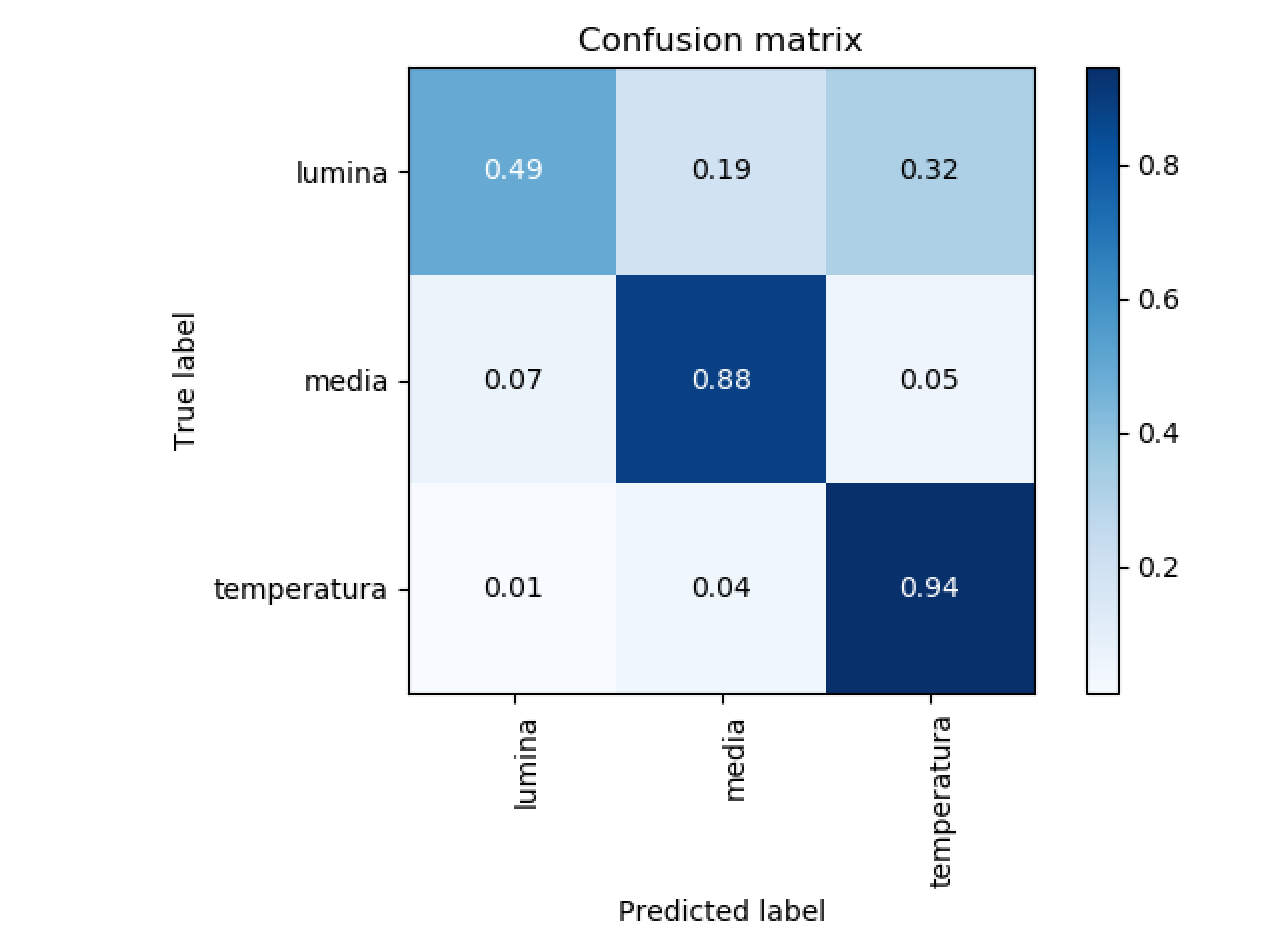 Confusion matrix
lumina 0.49 0.19 0.32
media 0.07 0.88 0.05
temperatura 0.01 0.04 0.94
True label
lumina media temperatura
Predicted label
0.8
0.6
0.4
0.2